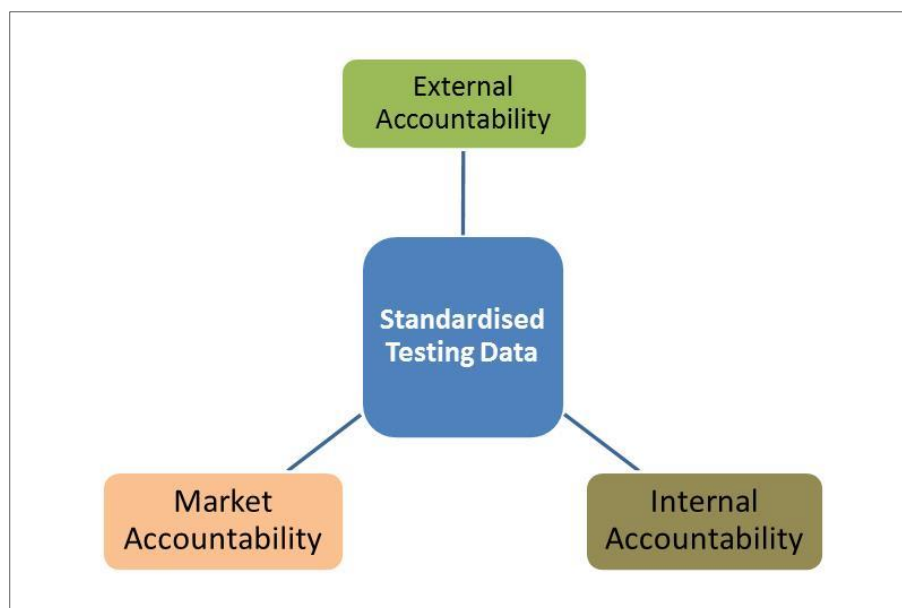 External
Accountability
Standardised
Testing Data
Market
Accountability
Internal
Accountability